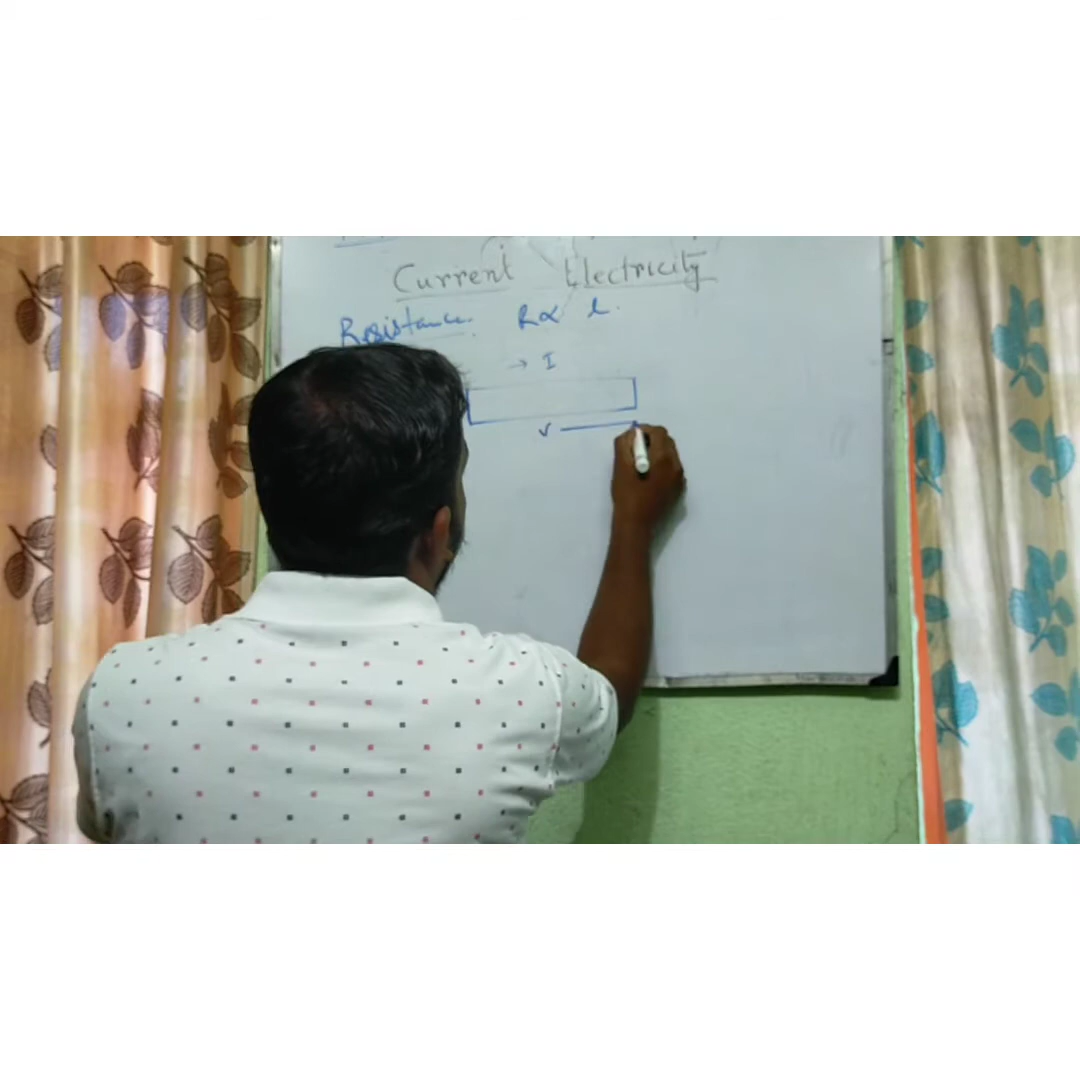 Current Electricity
Resistance. R ∝ l.
→ I
V